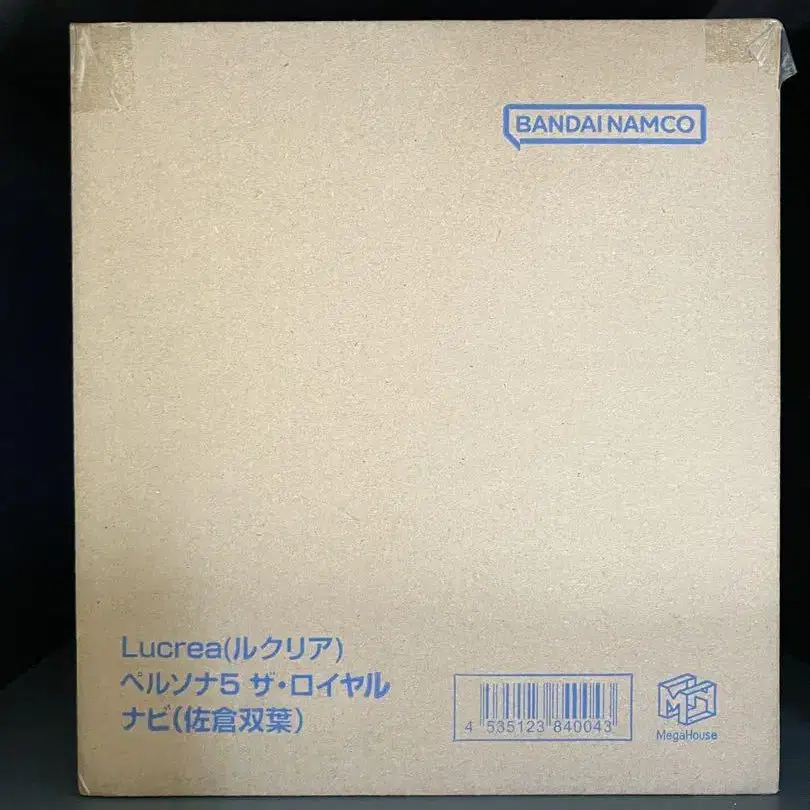 BANDAI NAMCO
Lucrea(ルクリア)
ペルソナ5 ザ・ロイヤル
ナビ(佐倉双葉)
4 535123 840043
MegaHouse